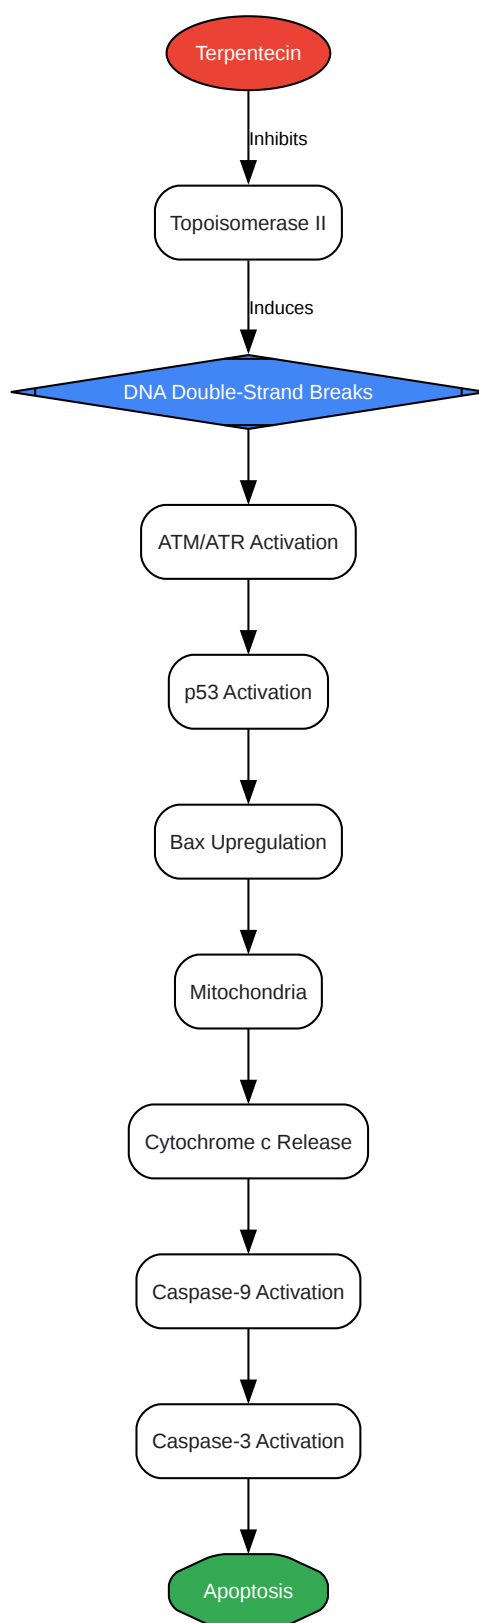 Terpentecin
Inhibits
Topoisomerase II
Induces
DNA Double-Strand Breaks
ATM/ATR Activation
p53 Activation
Bax Upregulation
Mitochondria
Cytochrome c Release
Caspase-9 Activation
Caspase-3 Activation
Apoptosis